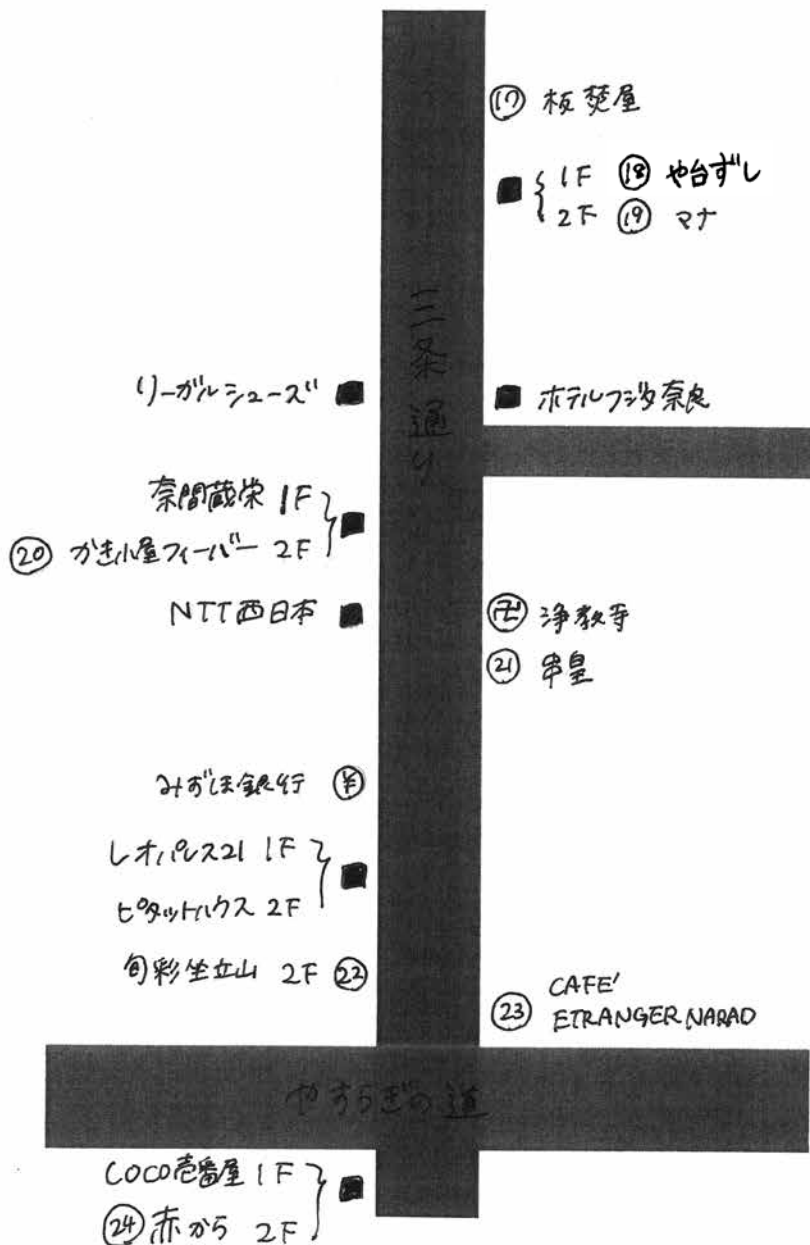 ⑰ 板焚屋
1F ⑱ や台ずし
2F ⑲ マナ
三条通り
リーガルシューズ
ホテルフジタ奈良
奈間蔵栄 1F
⑳ かき小屋フィーバー 2F
NTT西日本
卍 浄教寺
㉑ 串皇
みずほ銀行 ¥
レオパレス21 1F
ピタットハウス 2F
旬彩坐立山 2F ㉒
㉓ CAFE'
ETRANGER NARAD
やすらぎの道
COCO壱番屋 1F
㉔ 赤から 2F